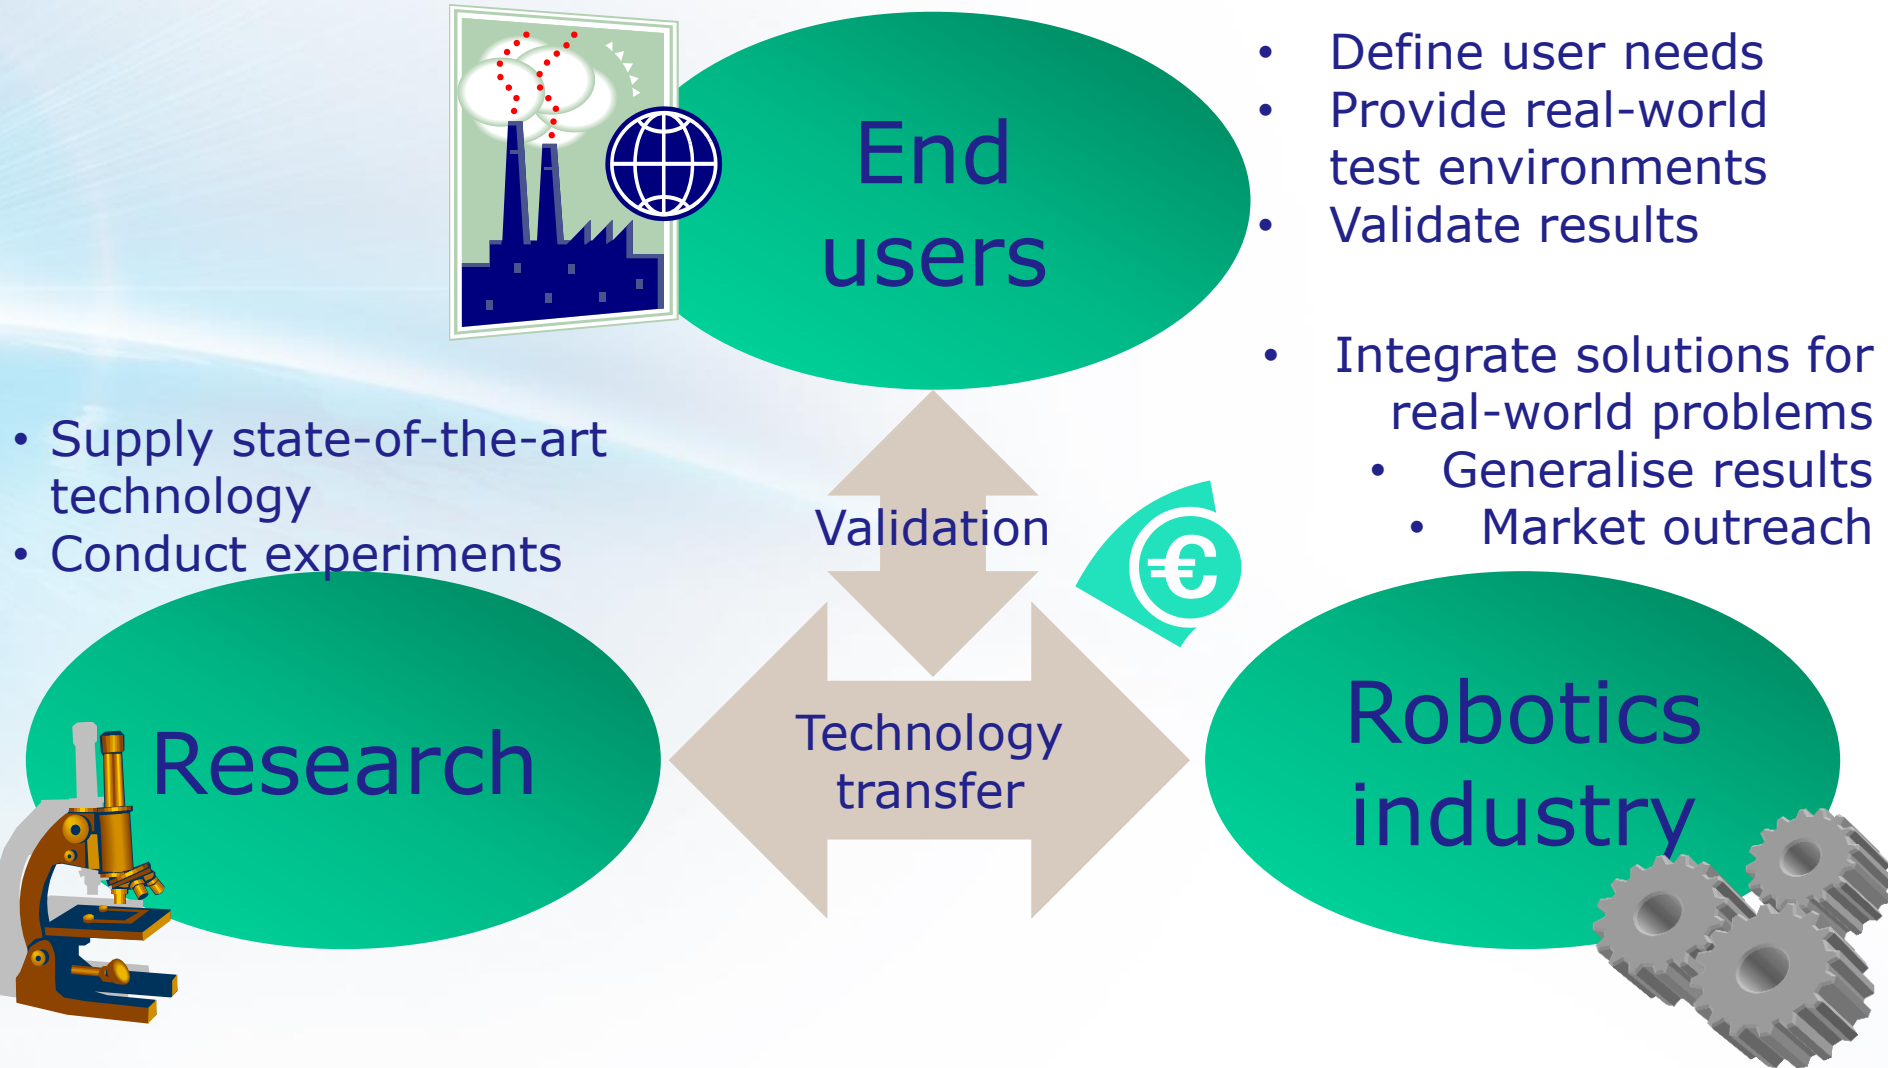 End
users
• Define user needs
• Provide real-world
test environments
• Validate results
• Integrate solutions for
real-world problems
• Generalise results
• Market outreach
• Supply state-of-the-art
technology
• Conduct experiments
Validation
€
Research
Technology
transfer
Robotics
industry